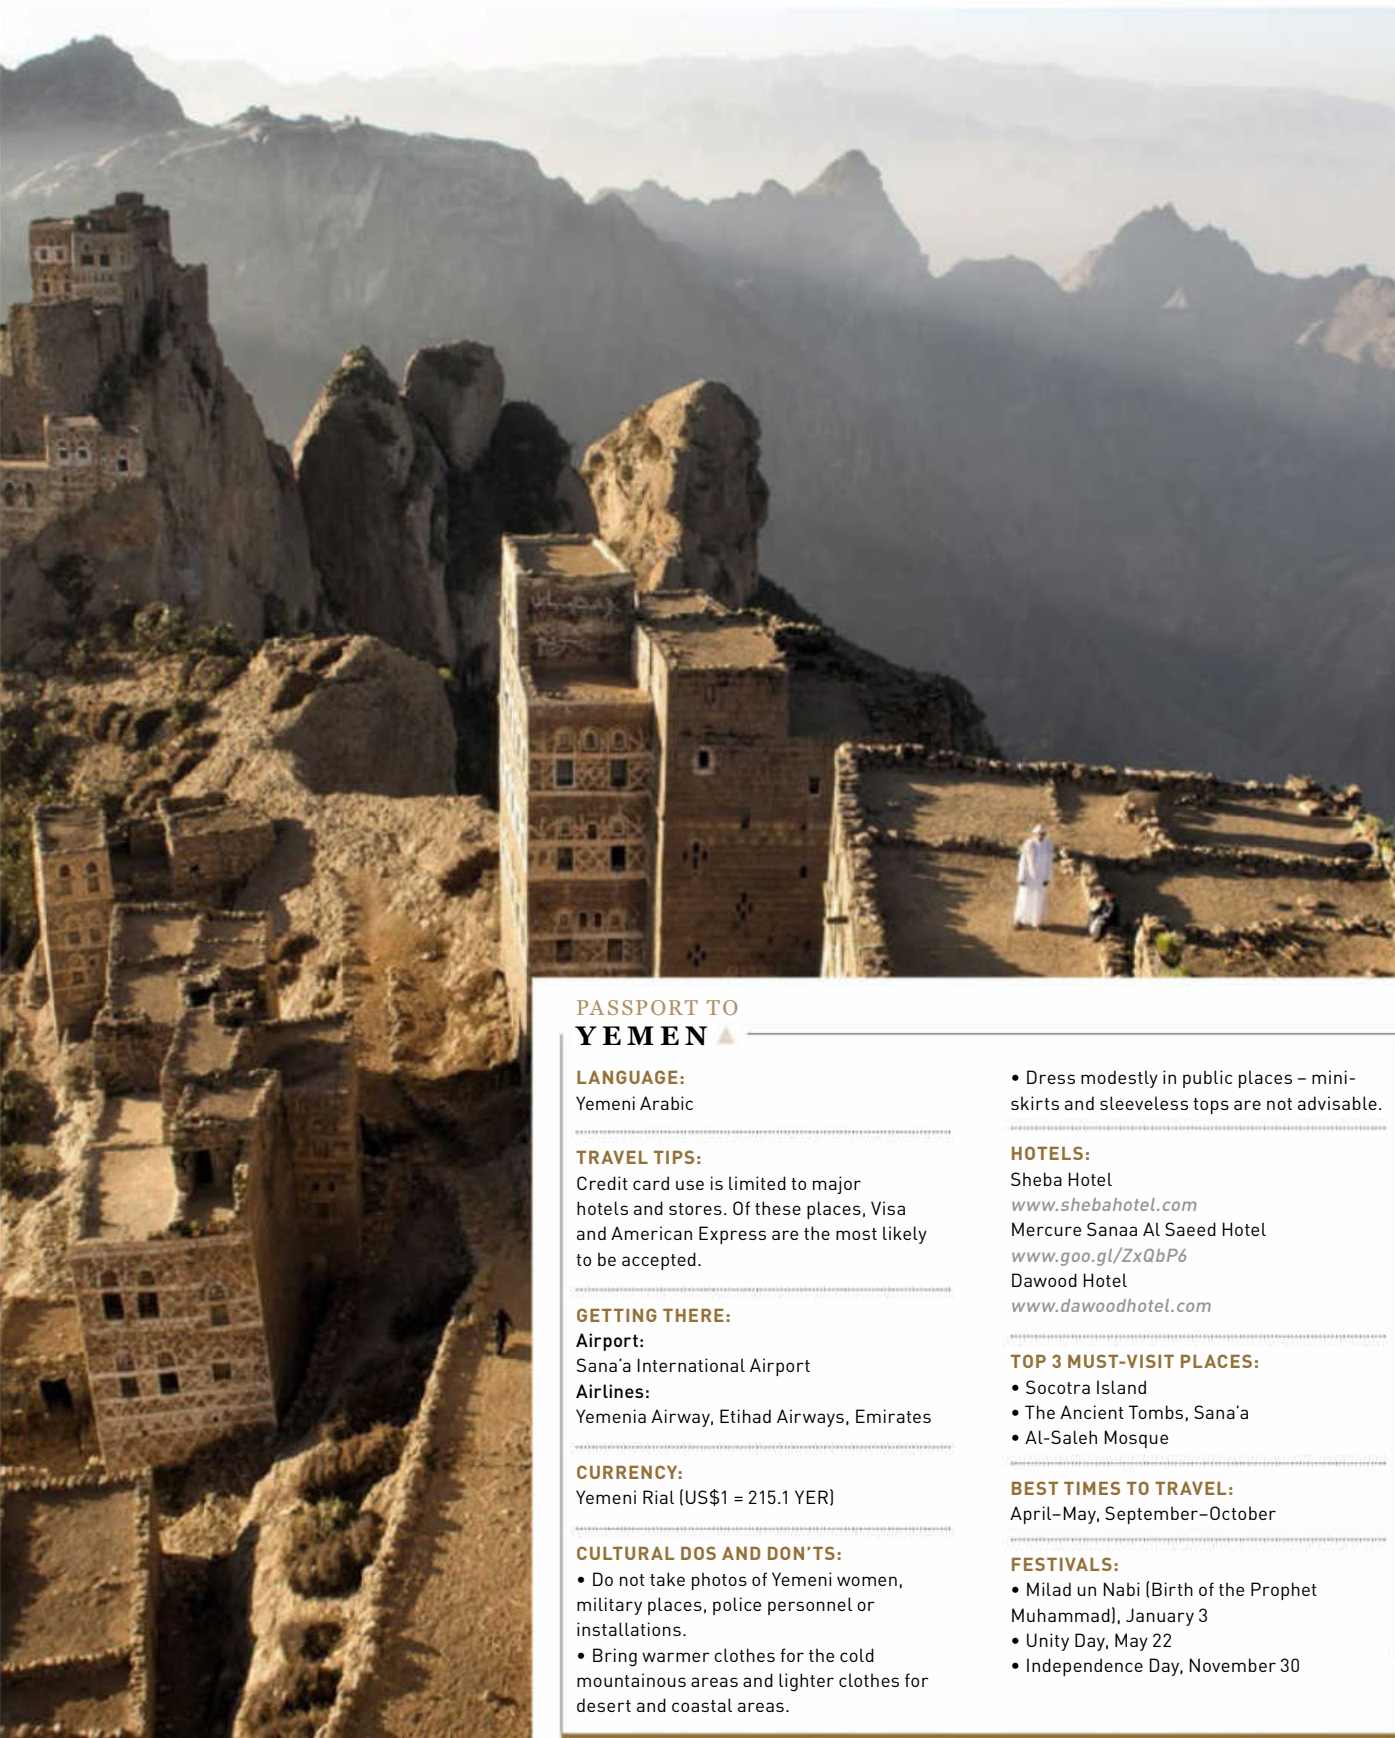 PASSPORT TO
YEMEN
LANGUAGE:
Yemeni Arabic
TRAVEL TIPS:
Credit card use is limited to major
hotels and stores. Of these places, Visa
and American Express are the most likely
to be accepted.
GETTING THERE:
Airport:
Sana’a International Airport
Airlines:
Yemenia Airway, Etihad Airways, Emirates
CURRENCY:
Yemeni Rial (US$1 = 215.1 YER)
CULTURAL DOS AND DON’TS:
• Do not take photos of Yemeni women,
military places, police personnel or
installations.
• Bring warmer clothes for the cold
mountainous areas and lighter clothes for
desert and coastal areas.
• Dress modestly in public places – mini-
skirts and sleeveless tops are not advisable.
HOTELS:
Sheba Hotel
www.shebahotel.com
Mercure Sanaa Al Saeed Hotel
www.goo.gl/ZxQbP6
Dawood Hotel
www.dawoodhotel.com
TOP 3 MUST-VISIT PLACES:
• Socotra Island
• The Ancient Tombs, Sana’a
• Al-Saleh Mosque
BEST TIMES TO TRAVEL:
April–May, September–October
FESTIVALS:
• Milad un Nabi (Birth of the Prophet
Muhammad), January 3
• Unity Day, May 22
• Independence Day, November 30